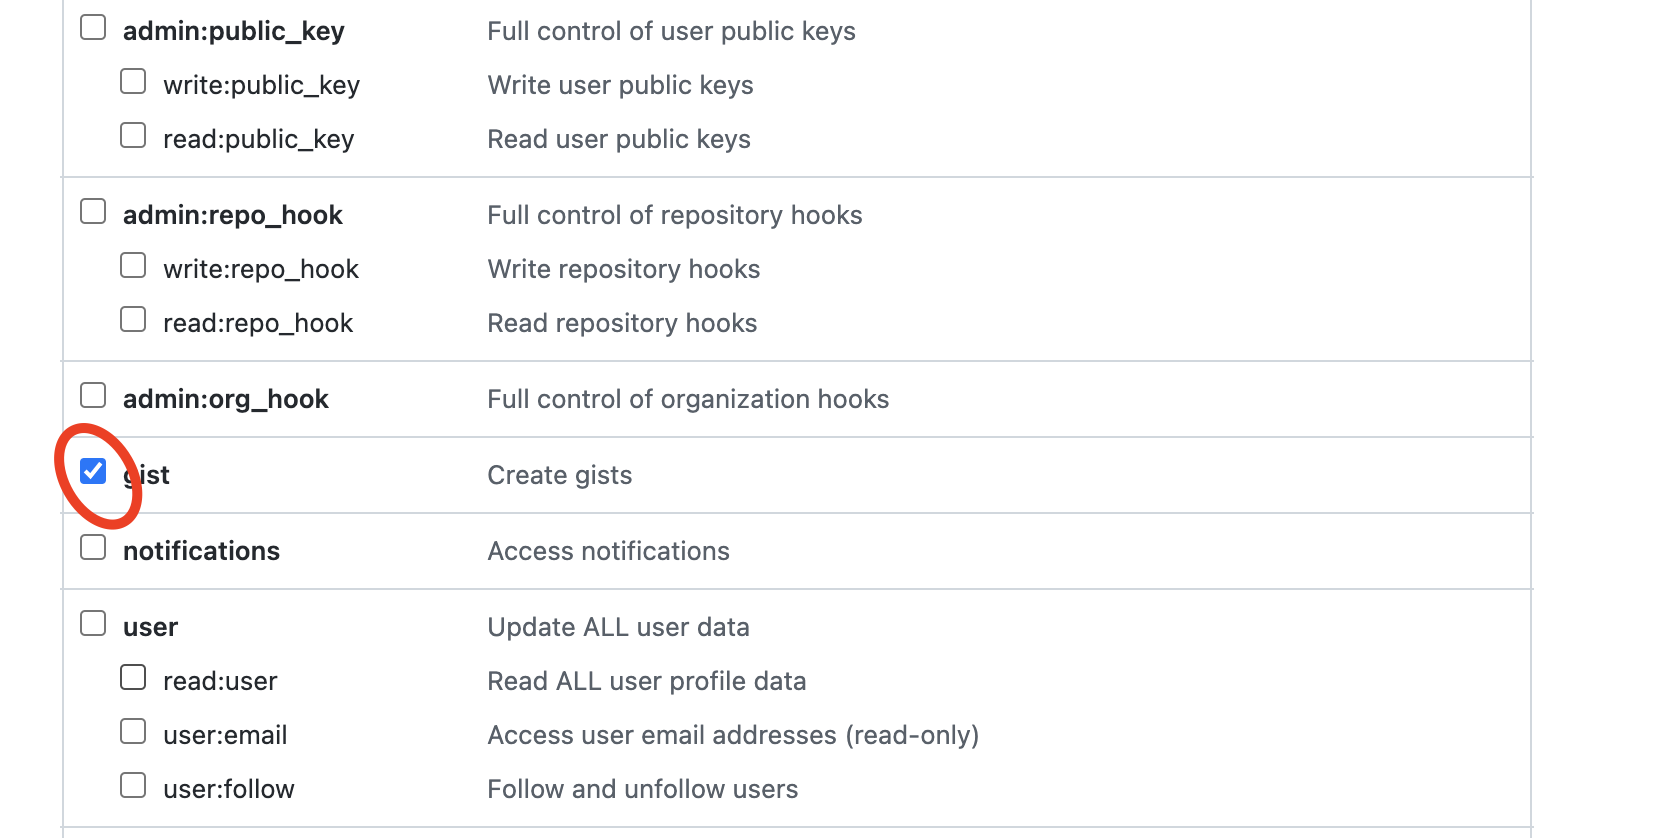 admin:public_key Full control of user public keys
write:public_key Write user public keys
read:public_key Read user public keys
admin:repo_hook Full control of repository hooks
write:repo_hook Write repository hooks
read:repo_hook Read repository hooks
admin:org_hook Full control of organization hooks
gist Create gists
notifications Access notifications
user Update ALL user data
read:user Read ALL user profile data
user:email Access user email addresses (read-only)
user:follow Follow and unfollow users